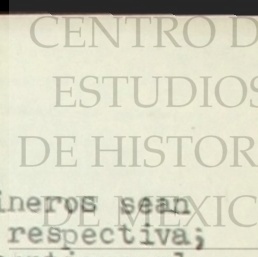 CENTRO D
ESTUDIOS
DE HISTOR
DE MEXIC
ineros sean
respectiva;